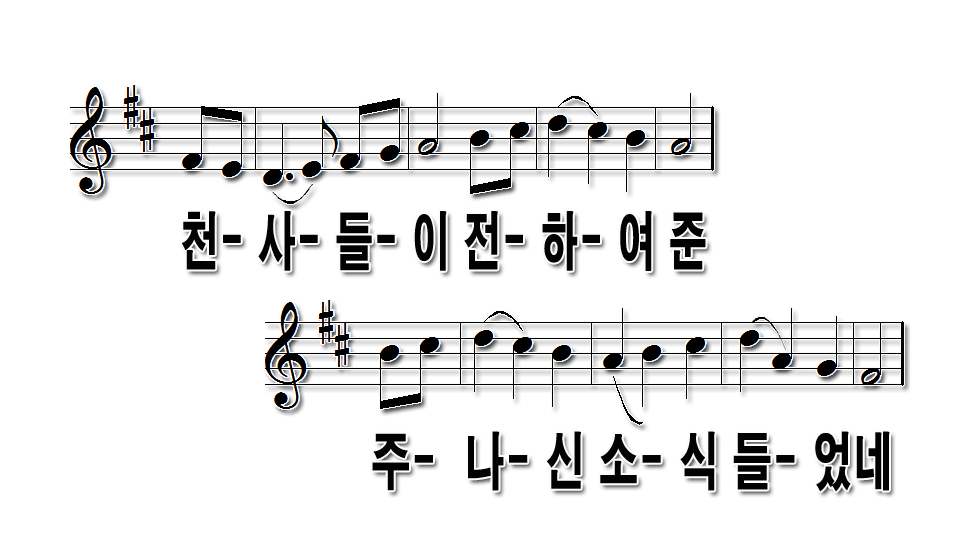 천- 사- 들- 이 전- 하- 여 준
주- 나- 신 소- 식 들- 었네